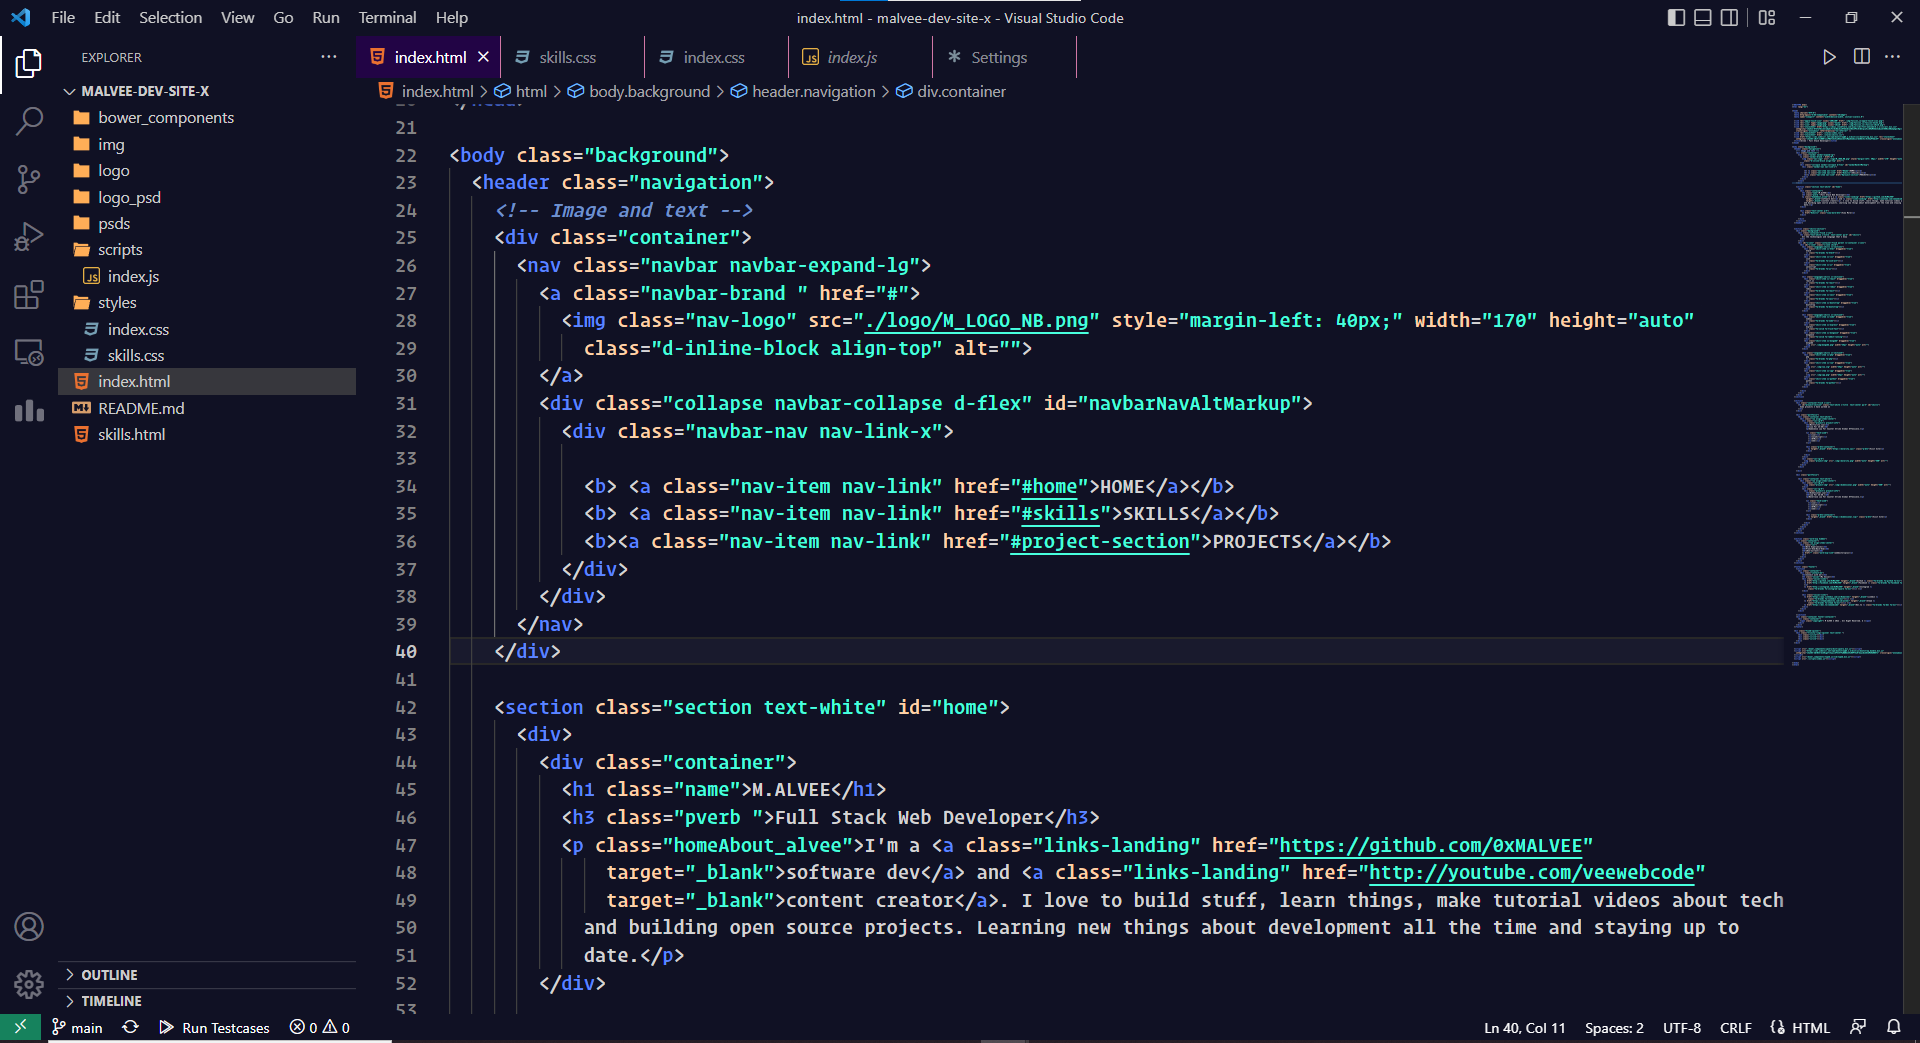 File Edit Selection View Go Run Terminal Help
index.html - malvee-dev-site-x - Visual Studio Code
EXPLORER
MALVEE-DEV-SITE-X
bower_components
img
logo
logo_psd
psds
scripts
index.js
styles
index.css
skills.css
index.html
README.md
skills.html
OUTLINE
TIMELINE
index.html skills.css index.css index.js Settings
index.html > html > body.background > header.navigation > div.container
21
22 <body class="background">
23 <header class="navigation">
24 <!-- Image and text -->
25 <div class="container">
26 <nav class="navbar navbar-expand-lg">
27 <a class="navbar-brand " href="#">
28 <img class="nav-logo" src="./logo/M_LOGO_NB.png" style="margin-left: 40px;" width="170" height="auto"
29 class="d-inline-block align-top" alt="">
30 </a>
31 <div class="collapse navbar-collapse d-flex" id="navbarNavAltMarkup">
32 <div class="navbar-nav nav-link-x">
33
34 <b> <a class="nav-item nav-link" href="#home">HOME</a></b>
35 <b> <a class="nav-item nav-link" href="#skills">SKILLS</a></b>
36 <b><a class="nav-item nav-link" href="#project-section">PROJECTS</a></b>
37 </div>
38 </div>
39 </nav>
40 </div>
41
42 <section class="section text-white" id="home">
43 <div>
44 <div class="container">
45 <h1 class="name">M.ALVEE</h1>
46 <h3 class="pverb ">Full Stack Web Developer</h3>
47 <p class="homeAbout_alvee">I'm a <a class="links-landing" href="https://github.com/0xMALVEE"
48 target="_blank">software dev</a> and <a class="links-landing" href="http://youtube.com/veewebcode"
49 target="_blank">content creator</a>. I love to build stuff, learn things, make tutorial videos about tech
50 and building open source projects. Learning new things about development all the time and staying up to
51 date.</p>
52 </div>
53
main Run Testcases 0 0 Ln 40, Col 11 Spaces: 2 UTF-8 CRLF HTML